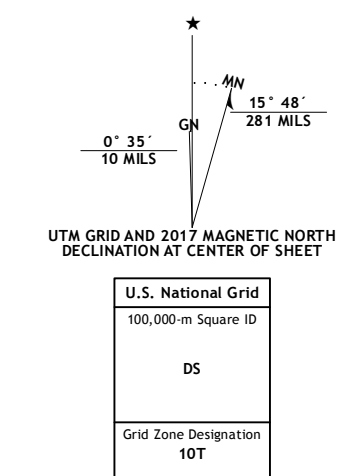 MN
15° 48´
281 MILS
GN
0° 35´
10 MILS
UTM GRID AND 2017 MAGNETIC NORTH
DECLINATION AT CENTER OF SHEET
U.S. National Grid
100,000-m Square ID
DS
Grid Zone Designation
10T